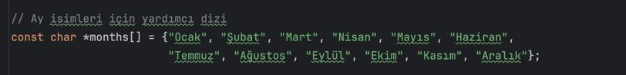 // Ay isimleri için yardımcı dizi
const char *months[] = {"Ocak", "Şubat", "Mart", "Nisan", "Mayıs", "Haziran",
"Temmuz", "Ağustos", "Eylül", "Ekim", "Kasım", "Aralık"};